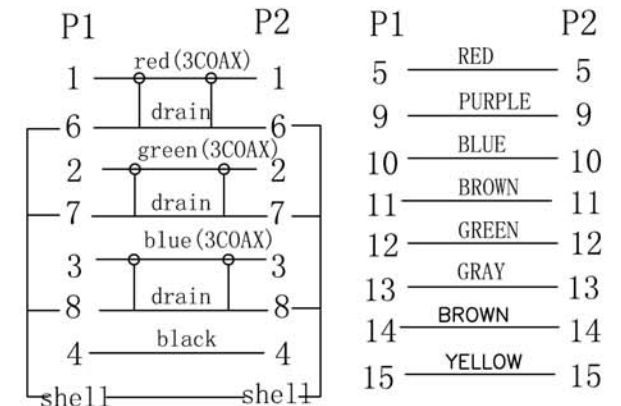 P1 P2
1 red(3COAX) 1
6 drain 6
2 green(3COAX) 2
7 drain 7
3 blue(3COAX) 3
8 drain 8
4 black 4
shell shell
P1 P2
5 RED 5
9 PURPLE 9
10 BLUE 10
11 BROWN 11
12 GREEN 12
13 GRAY 13
14 BROWN 14
15 YELLOW 15